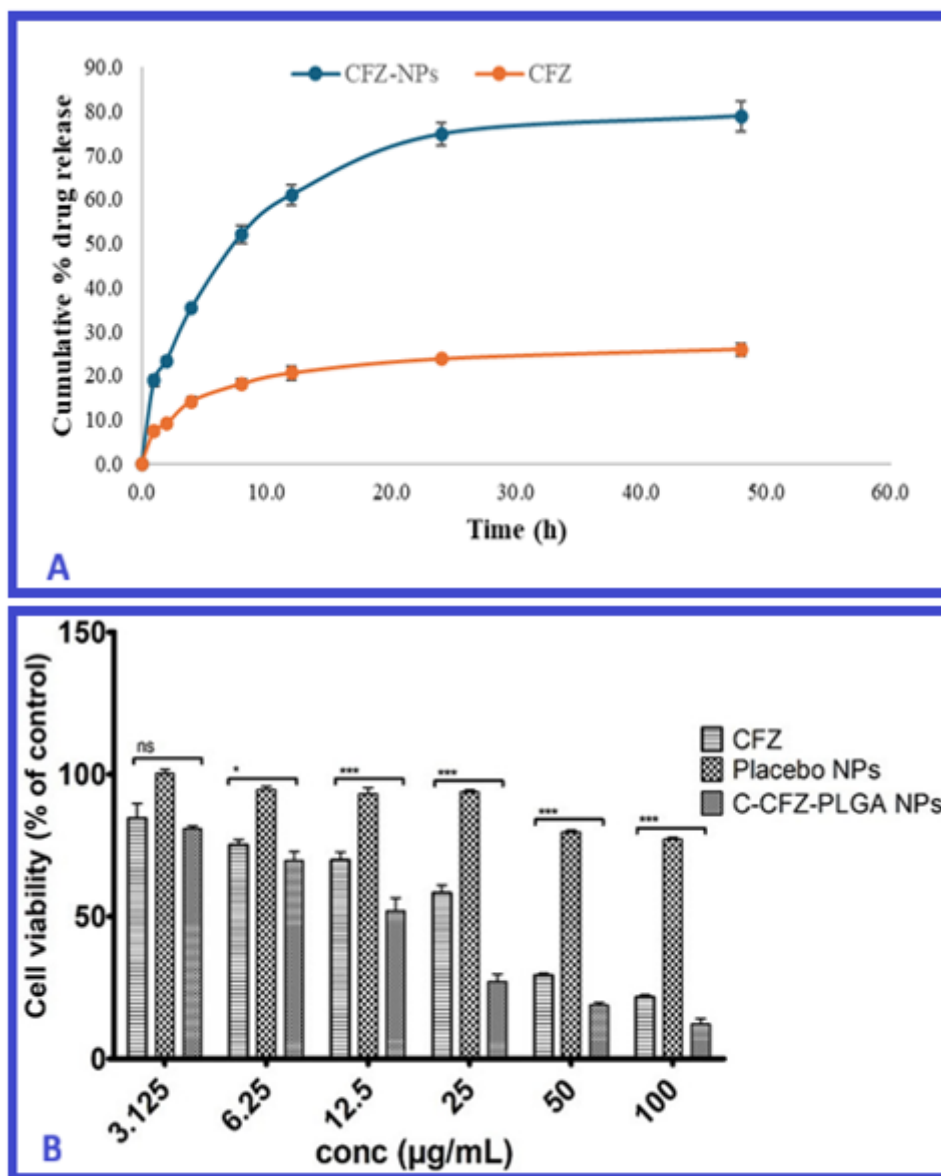 CFZ-NPs CFZ
Cumulative % drug release
90.0
80.0
70.0
60.0
50.0
40.0
30.0
20.0
10.0
0.0
0.0 10.0 20.0 30.0 40.0 50.0 60.0
Time (h)
A
Cell viability (% of control)
150
100
50
0
ns * *** *** *** ***
CFZ
Placebo NPs
C-CFZ-PLGA NPs
3.125 6.25 12.5 25 50 100
conc (µg/mL)
B